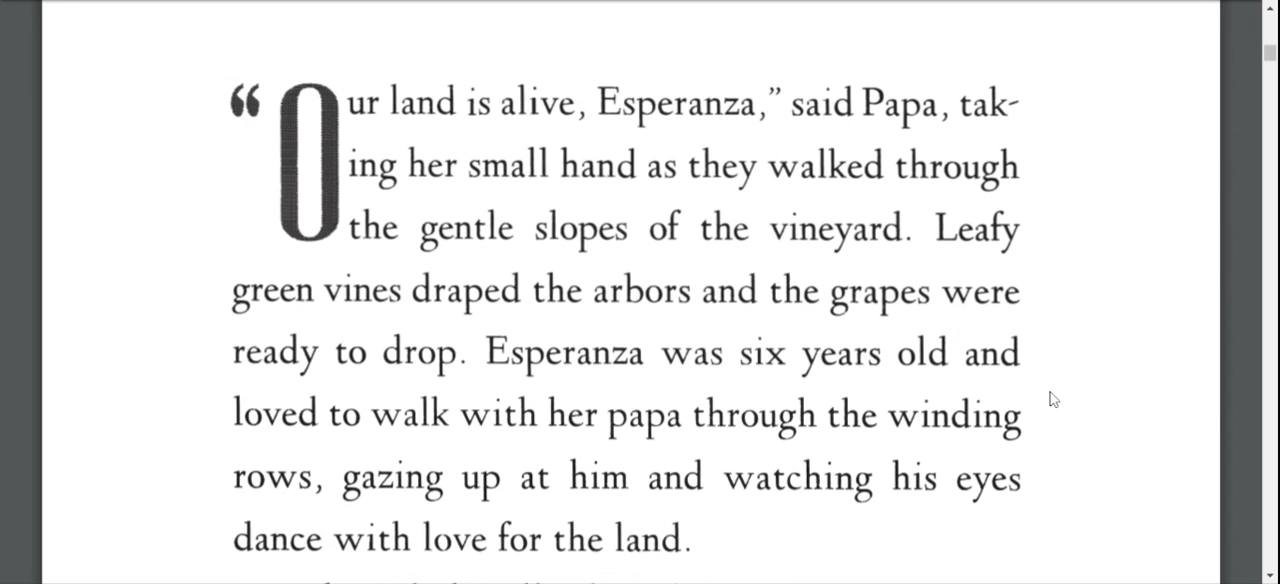 “Our land is alive, Esperanza,” said Papa, tak-
ing her small hand as they walked through
the gentle slopes of the vineyard. Leafy
green vines draped the arbors and the grapes were
ready to drop. Esperanza was six years old and
loved to walk with her papa through the winding
rows, gazing up at him and watching his eyes
dance with love for the land.